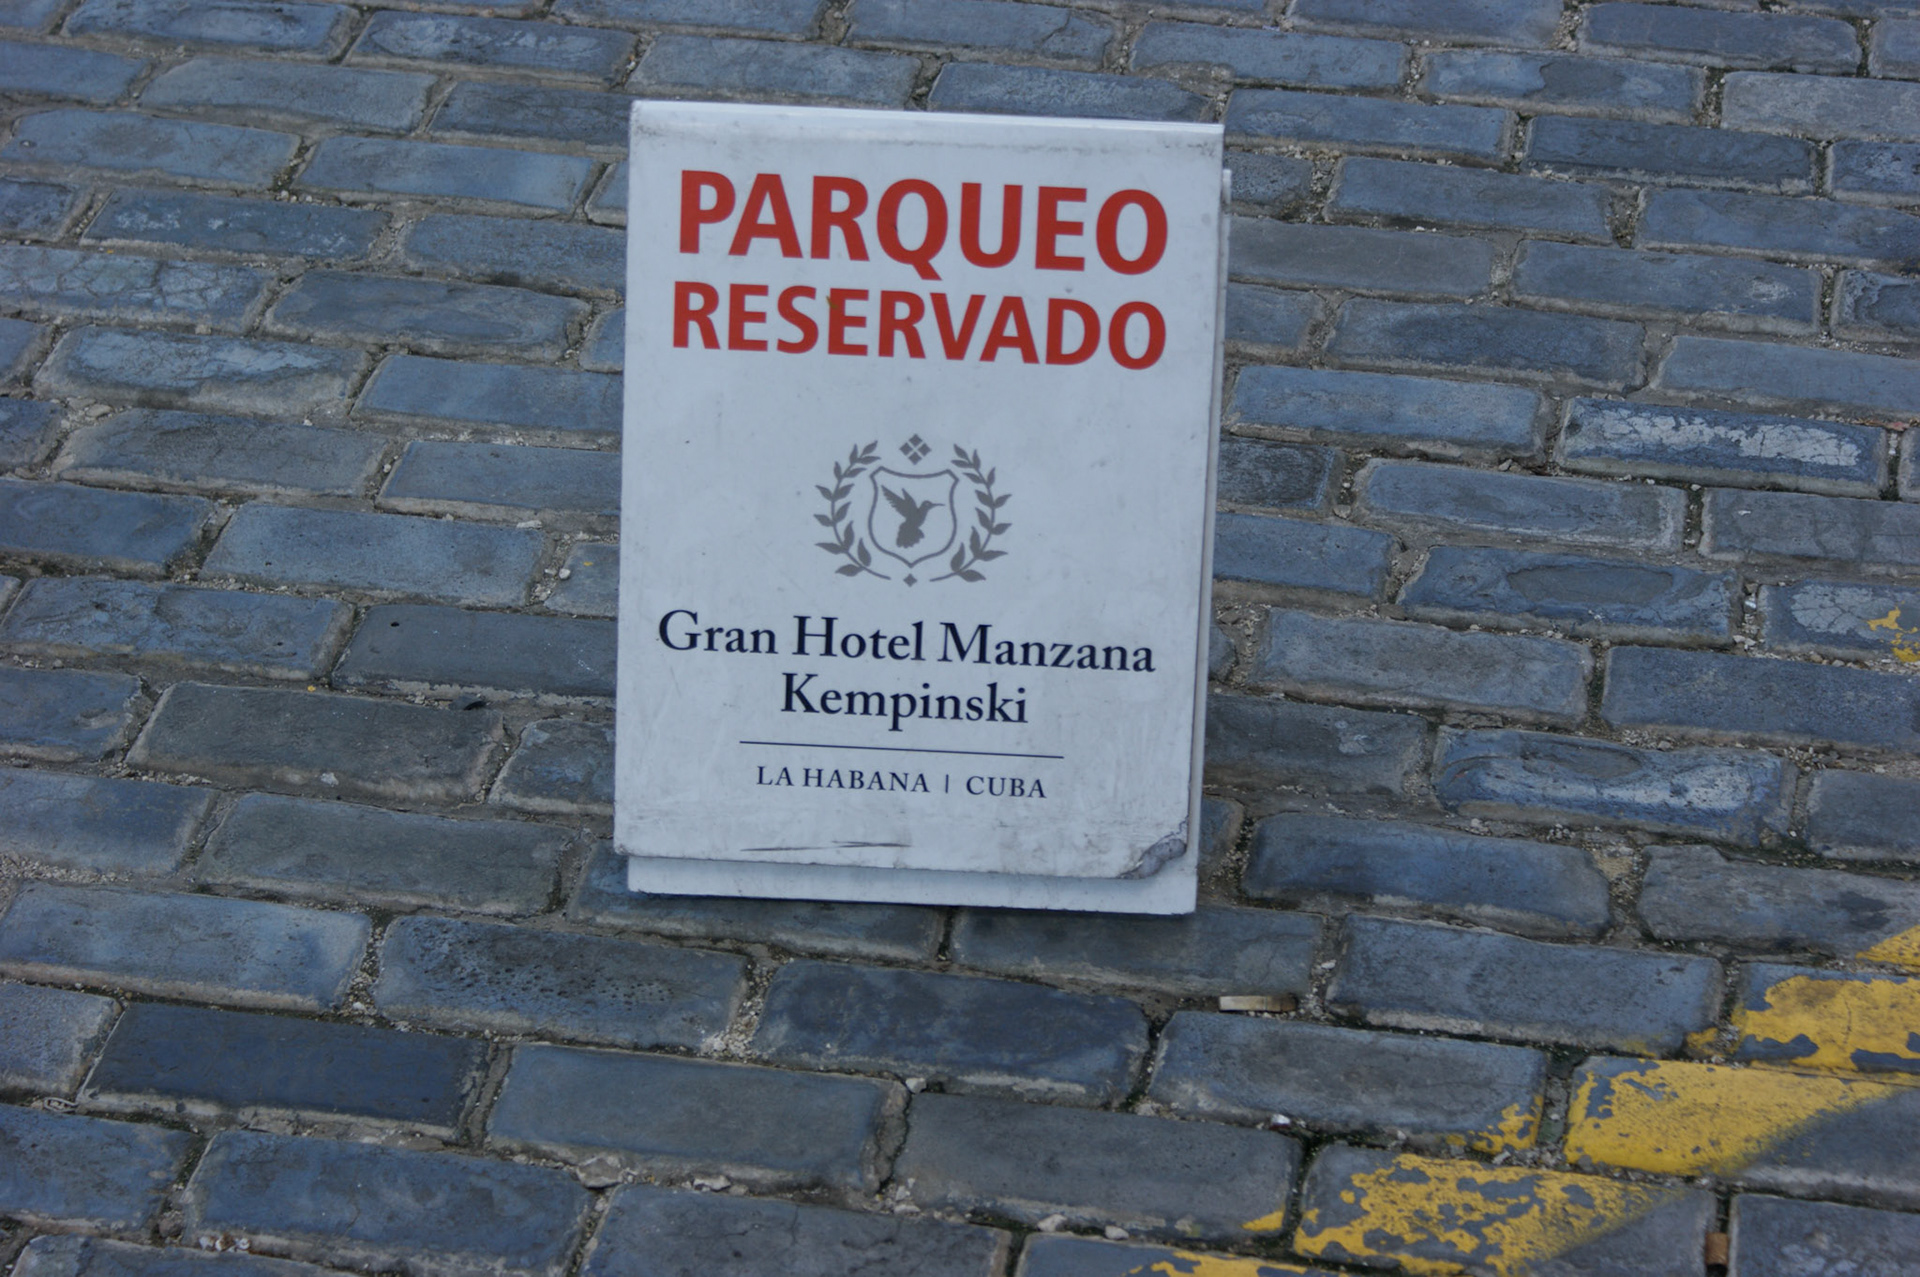 PARQUEO
RESERVADO
Gran Hotel Manzana
Kempinski
LA HABANA | CUBA